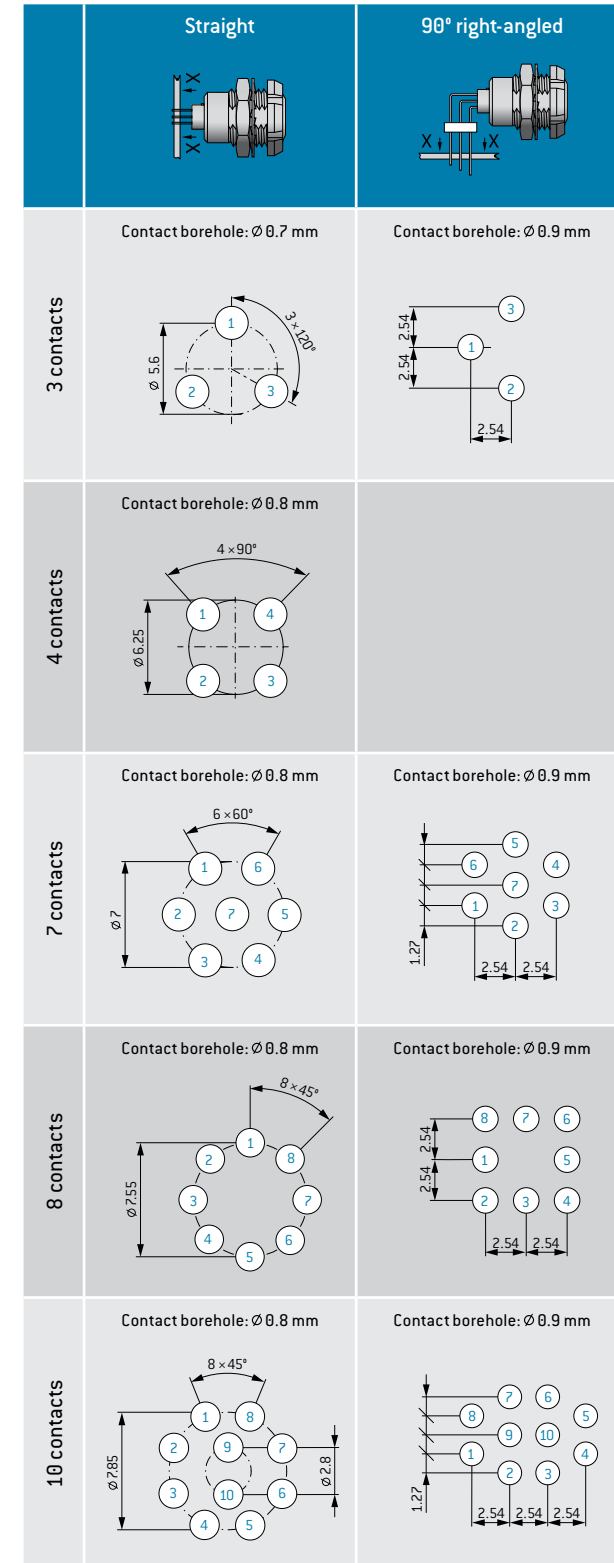 Straight
90° right-angled
X
X
X
X
3 contacts
Contact borehole: Ø 0.7 mm
1
2
3
3 × 120°
Ø 5.6
Contact borehole: Ø 0.9 mm
3
1
2
2.54
2.54
2.54
4 contacts
Contact borehole: Ø 0.8 mm
4 × 90°
1
4
2
3
Ø 6.25
7 contacts
Contact borehole: Ø 0.8 mm
6 × 60°
1
6
2
7
5
3
4
Ø 7
Contact borehole: Ø 0.9 mm
5
6
4
7
1
3
2
1.27
2.54
2.54
8 contacts
Contact borehole: Ø 0.8 mm
8 × 45°
1
2
8
3
7
4
6
5
Ø 7.55
Contact borehole: Ø 0.9 mm
8
7
6
1
5
2
3
4
2.54
2.54
2.54
2.54
10 contacts
Contact borehole: Ø 0.8 mm
8 × 45°
1
8
2
9
7
3
10
6
4
5
Ø 7.85
Ø 2.8
Contact borehole: Ø 0.9 mm
7
6
8
5
9
10
1
4
2
3
1.27
2.54
2.54
2.54